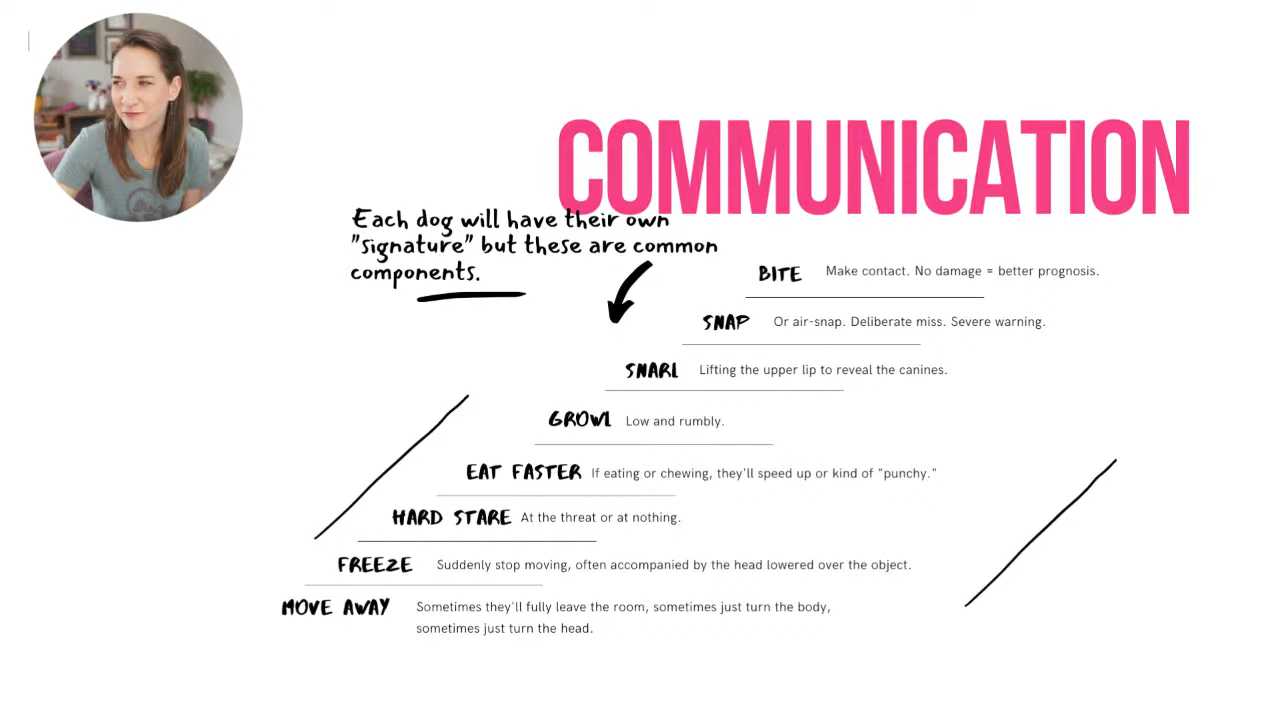 COMMUNICATION
Each dog will have their own
"signature" but these are common
components.
BITE Make contact. No damage = better prognosis.
SNAP Or air-snap. Deliberate miss. Severe warning.
SNARL Lifting the upper lip to reveal the canines.
GROWL Low and rumbly.
EAT FASTER If eating or chewing, they'll speed up or kind of "punchy."
HARD STARE At the threat or at nothing.
FREEZE Suddenly stop moving, often accompanied by the head lowered over the object.
MOVE AWAY Sometimes they'll fully leave the room, sometimes just turn the body,
sometimes just turn the head.